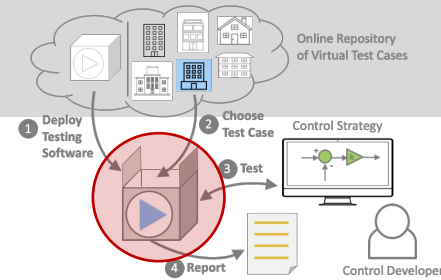 Online Repository
of Virtual Test Cases
1 Deploy
Testing
Software
2 Choose
Test Case
Control Strategy
3 Test
+
-
K
4 Report
Control Developer